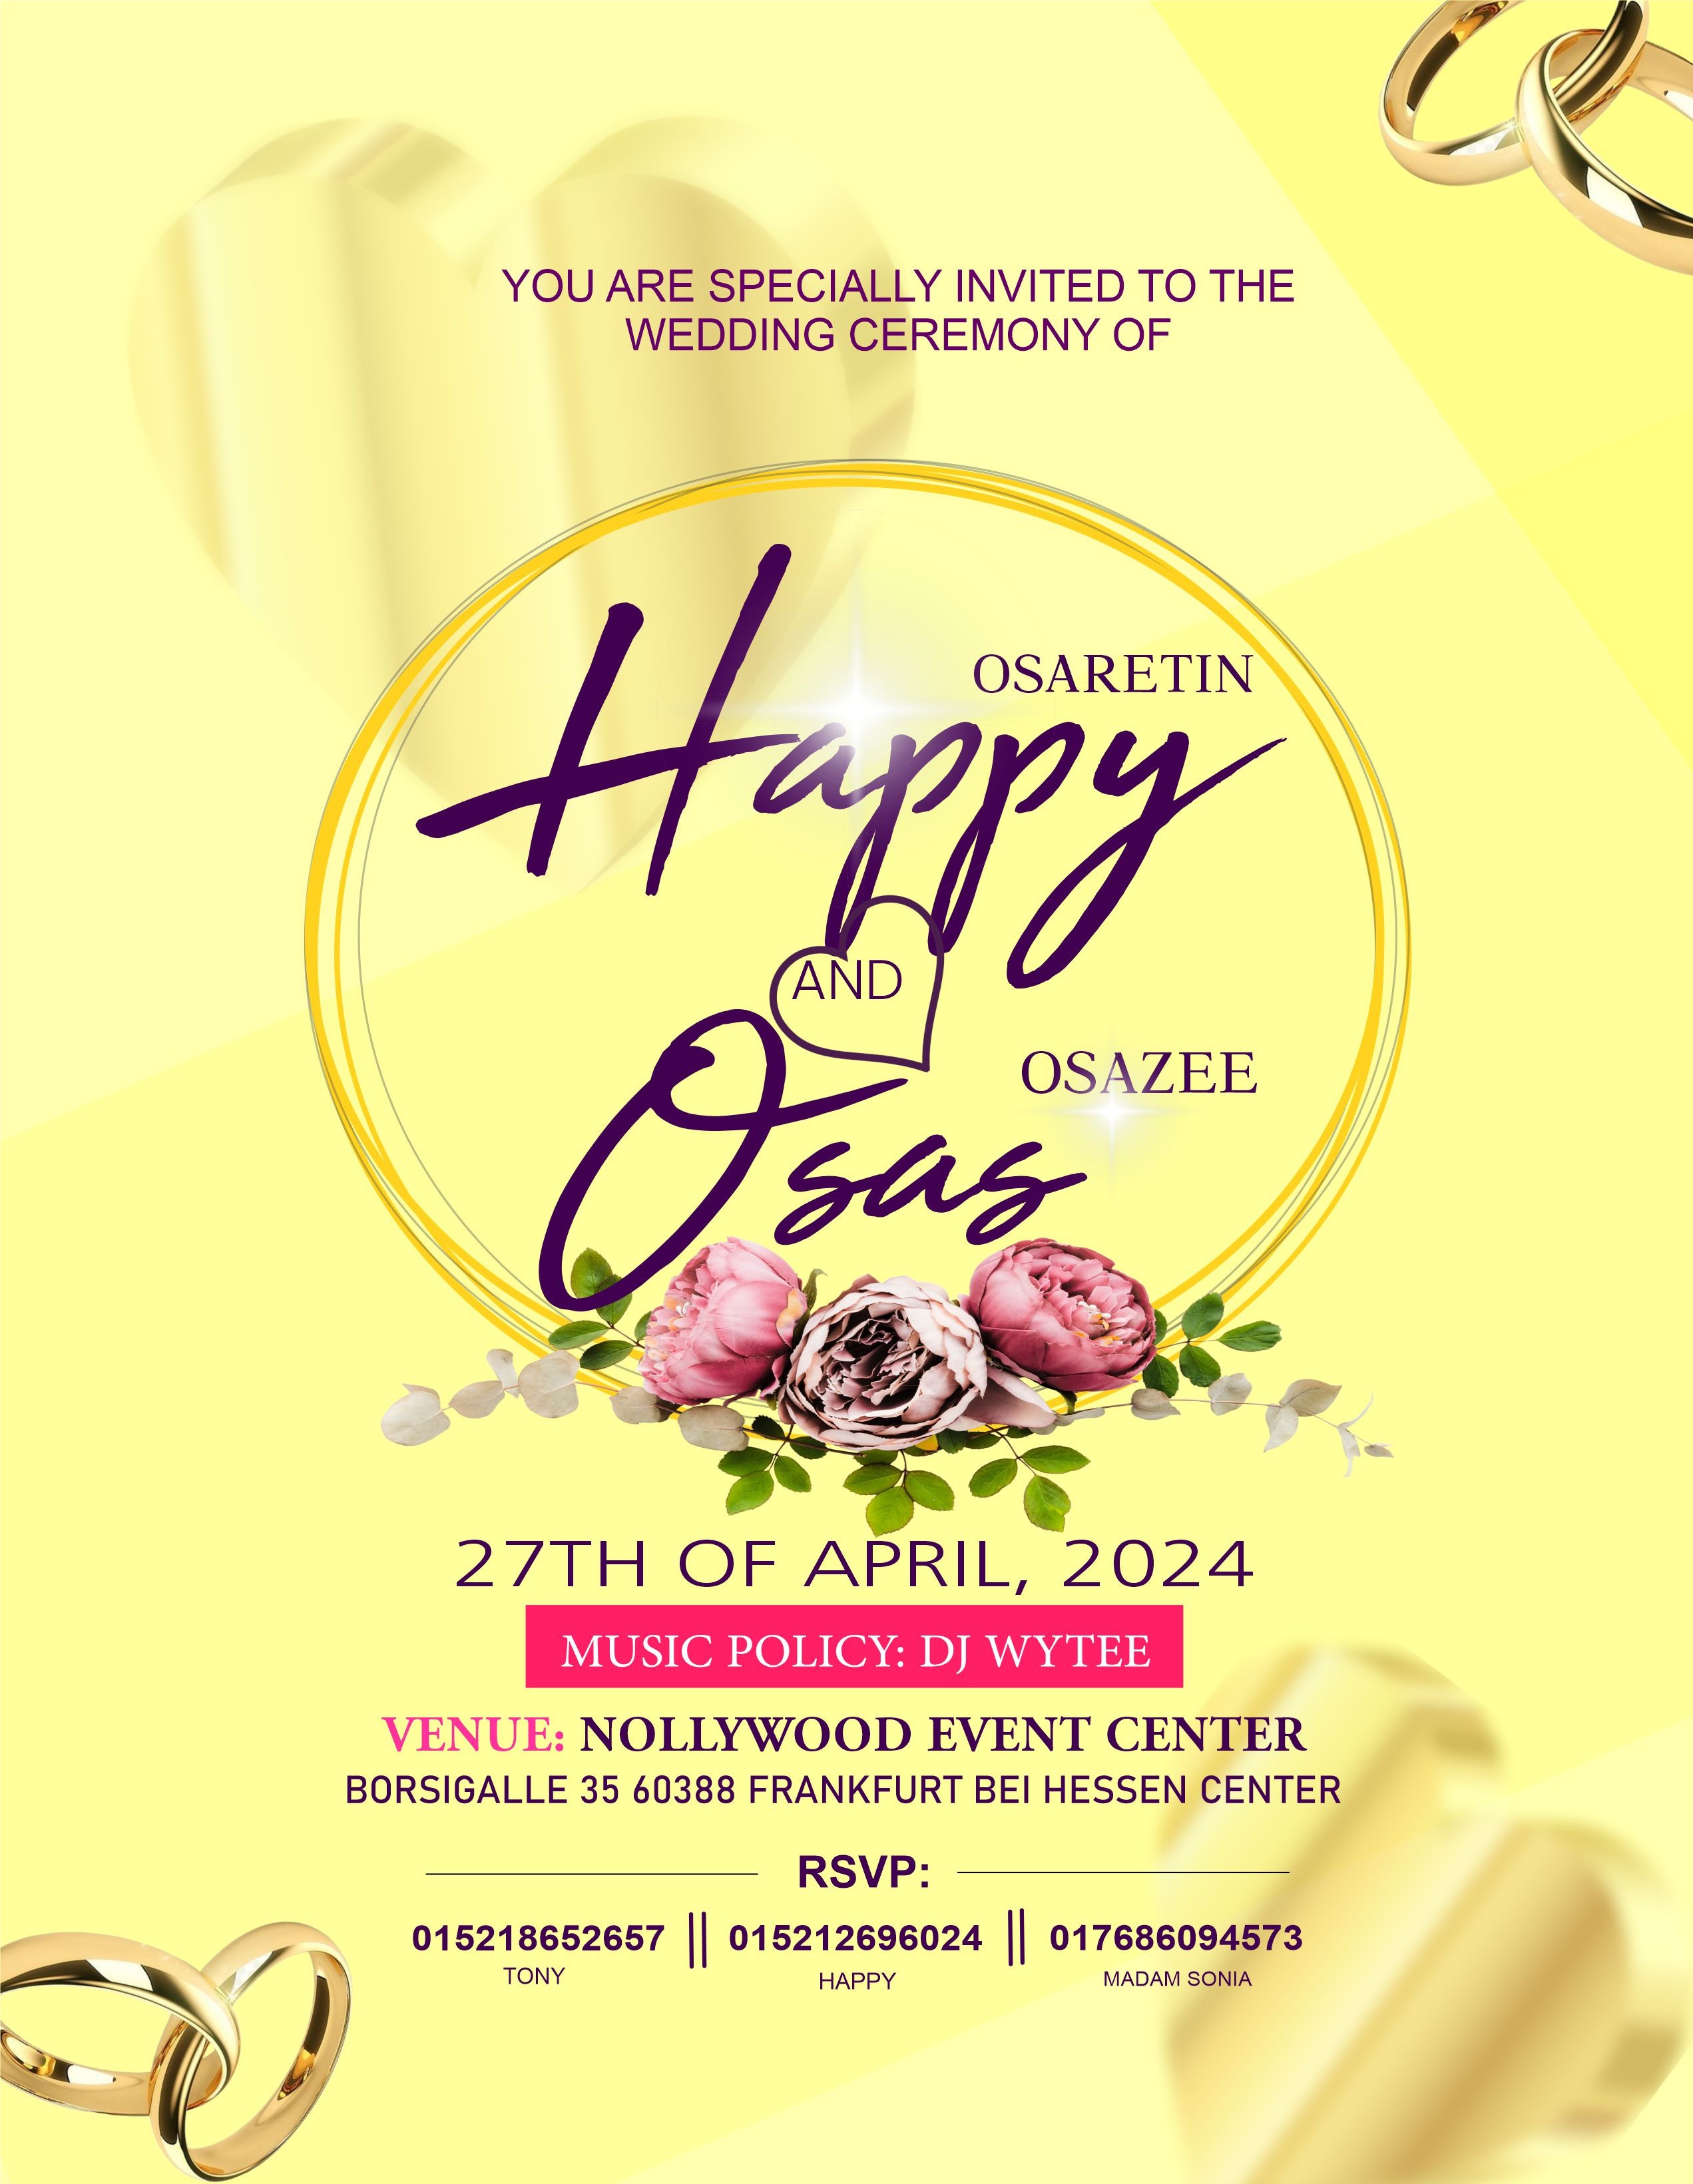 YOU ARE SPECIALLY INVITED TO THE
WEDDING CEREMONY OF
OSARETIN
Happy
AND
OSAZEE
Osas
27TH OF APRIL, 2024
MUSIC POLICY: DJ WYTEE
VENUE: NOLLYWOOD EVENT CENTER
BORSIGALLE 35 60388 FRANKFURT BEI HESSEN CENTER
RSVP:
015218652657 || 015212696024 || 017686094573
TONY HAPPY MADAM SONIA